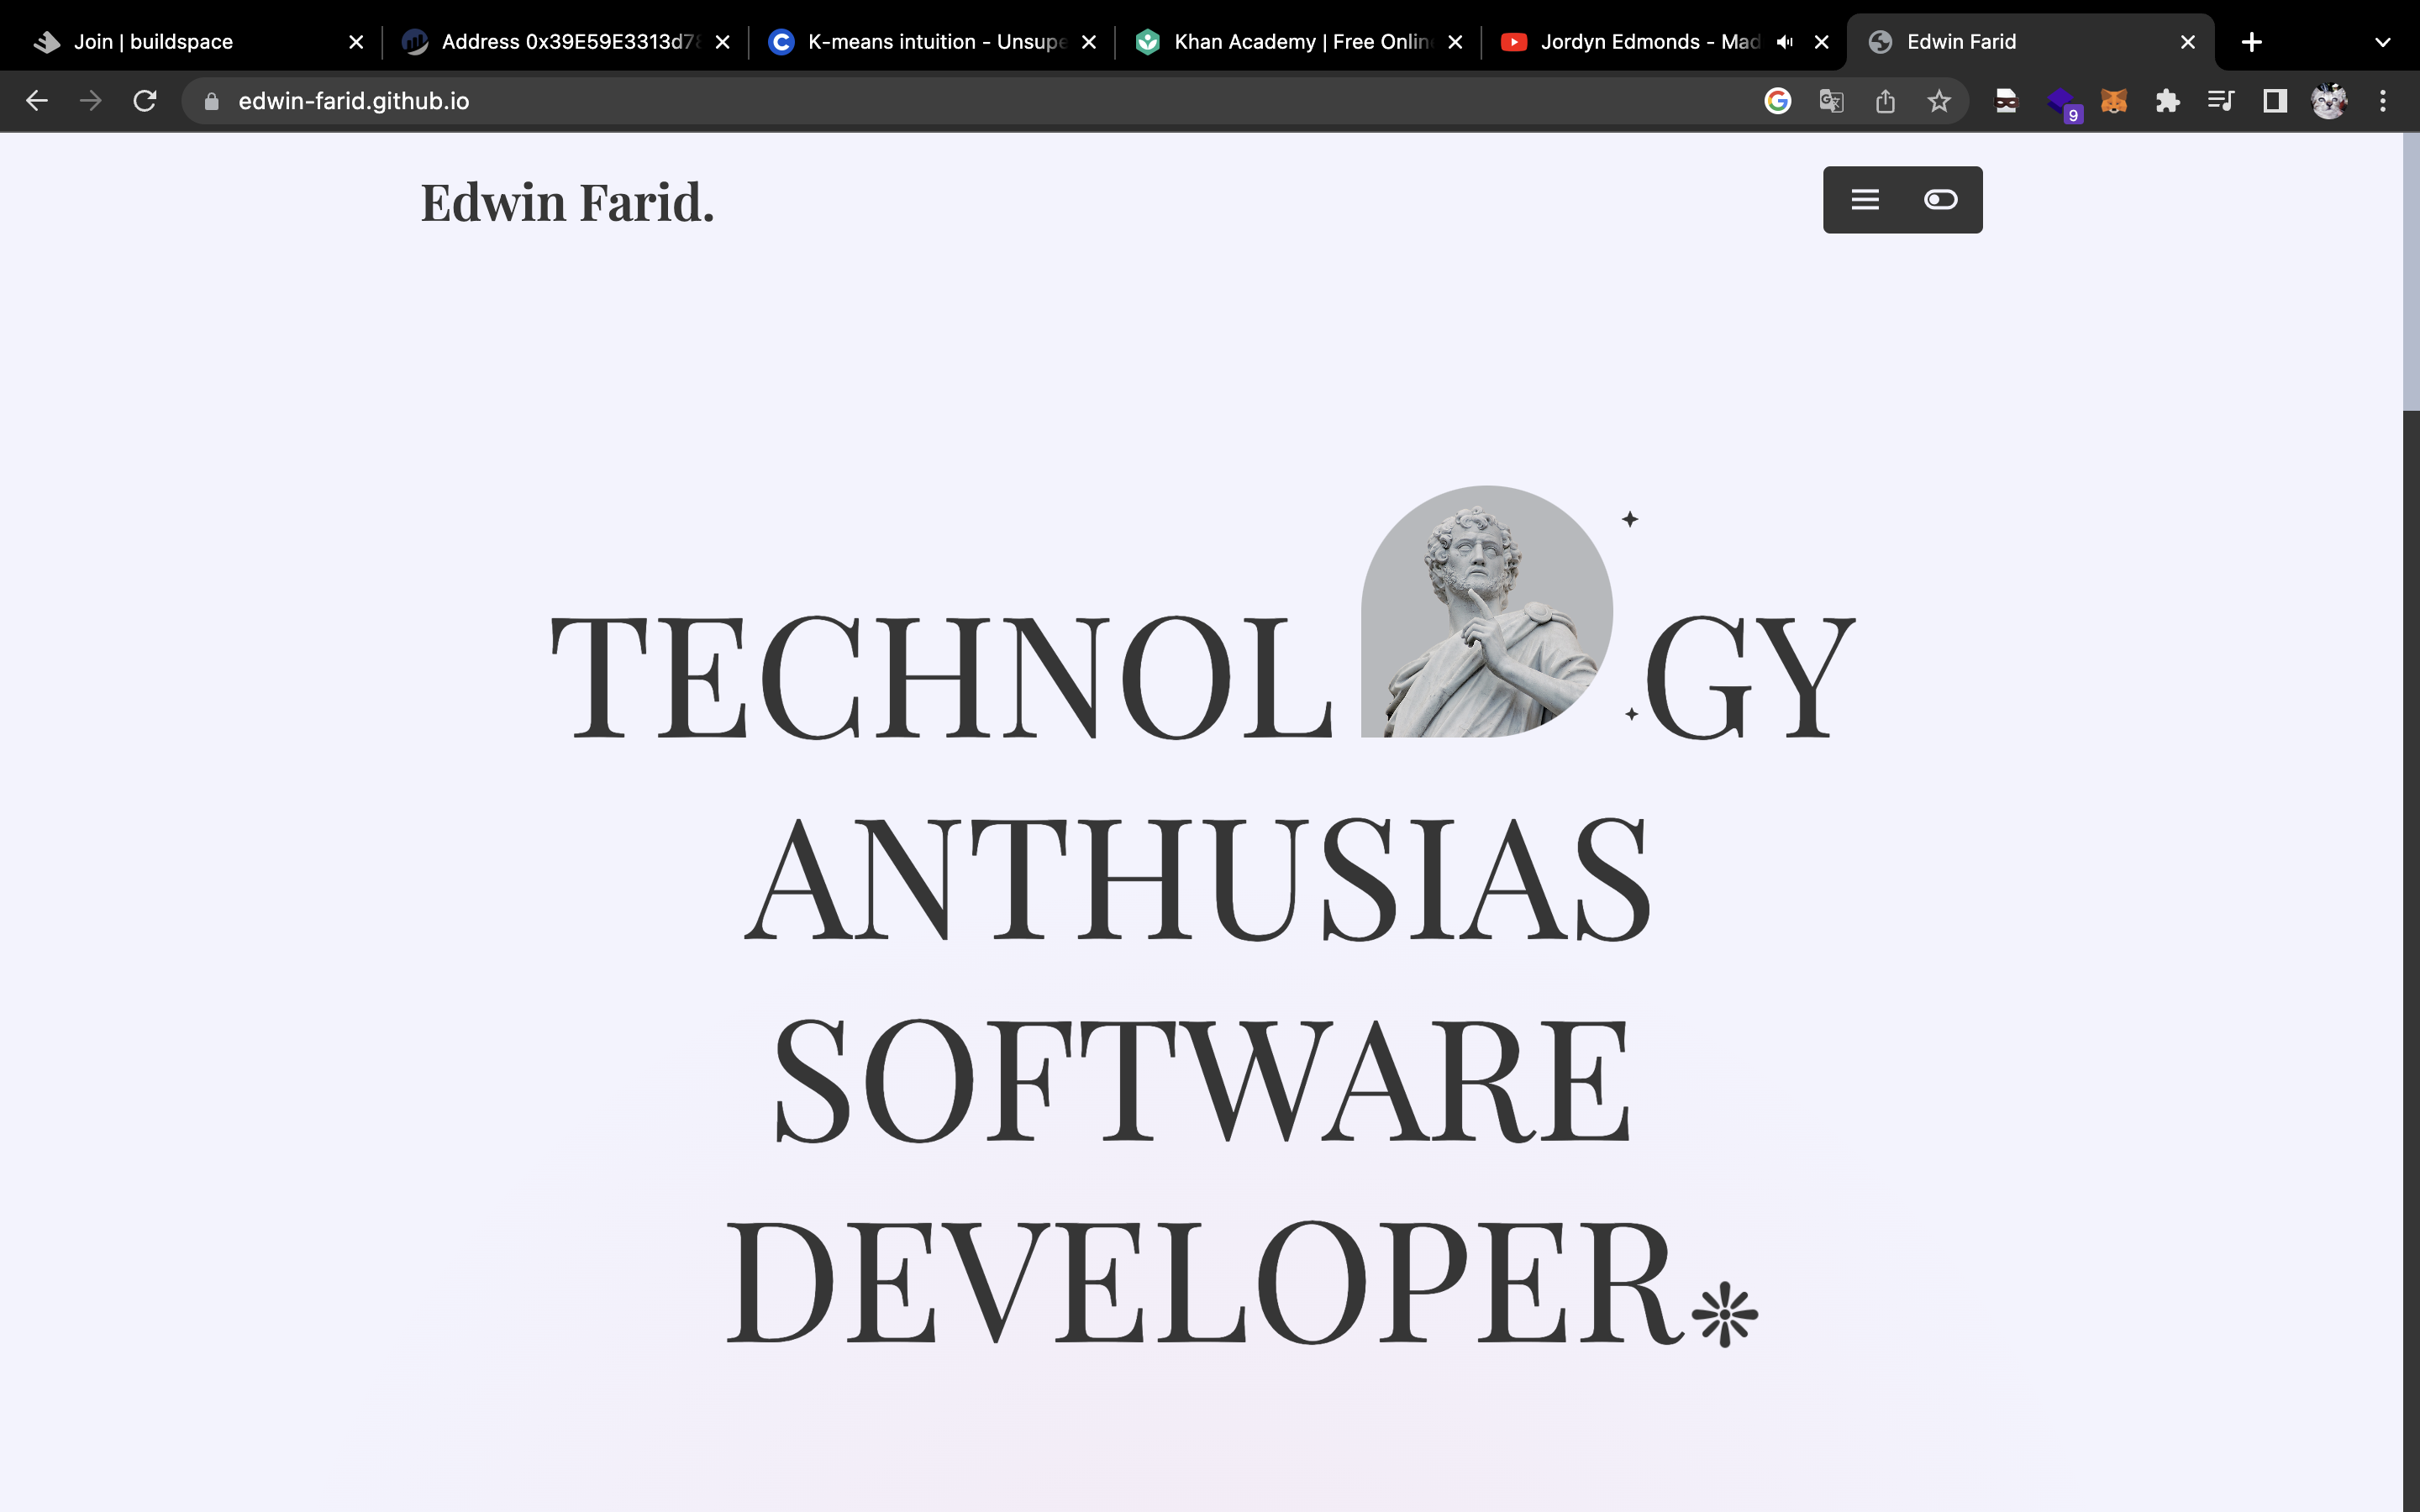 Join | buildspace
Address 0x39E59E3313d78
K-means intuition - Unsupe
Khan Academy | Free Onlin
Jordyn Edmonds - Mad
Edwin Farid
edwin-farid.github.io
9
Edwin Farid.
TECHNOL GY
ANTHUSIAS
SOFTWARE
DEVELOPER